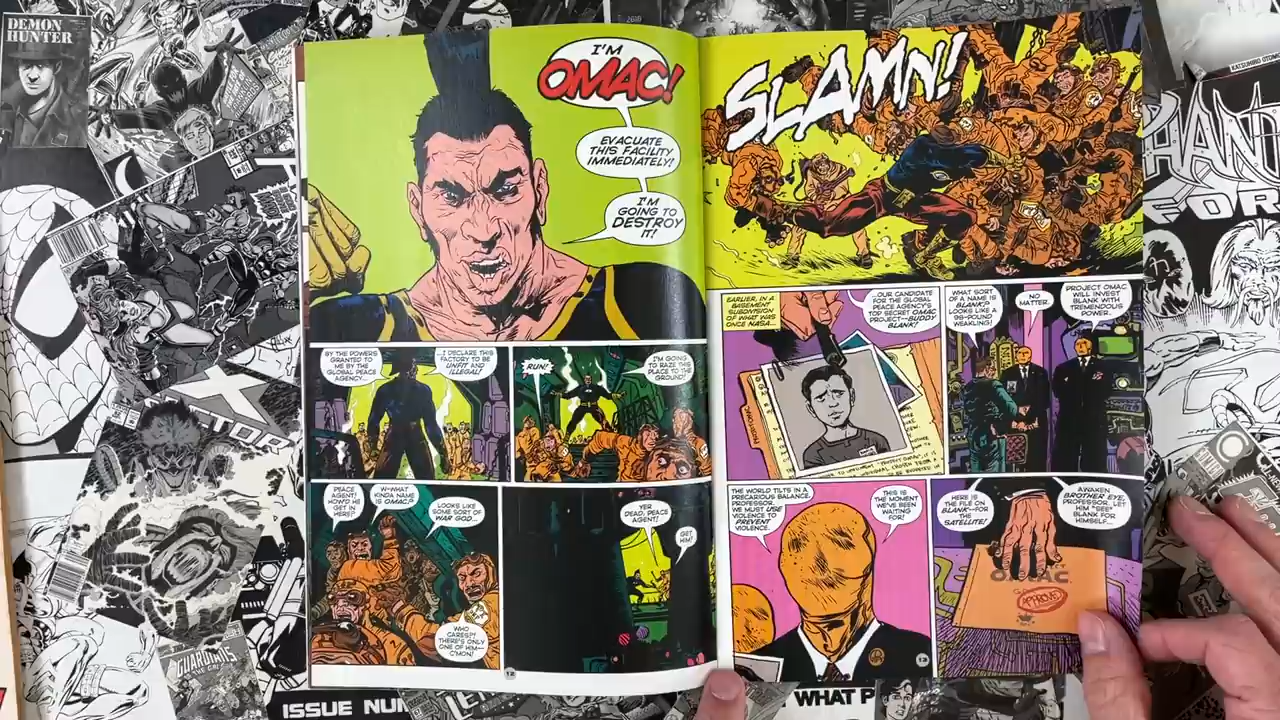 DEMON
HUNTER
I'M
OMAC!
EVACUATE
THIS FACILITY
IMMEDIATELY!
I'M
GOING TO
DESTROY
IT!
BY THE POWERS
GRANTED TO
ME BY THE
GLOBAL PEACE
AGENCY...
...I DECLARE THIS
FACTORY TO BE
UNFIT AND
ILLEGAL!
RUN!
I'M GOING
TO RAZE THIS
PLACE TO THE
GROUND!
PEACE
AGENT!
HOW'D HE
GET IN
HERE?
W-WHAT
KINDA NAME
IS OMAC?
LOOKS LIKE
SOME SORT OF
WAR GOD...
WHO
CARES?!
THERE'S ONLY
ONE OF HIM--
C'MON!
YER
DEAD, PEACE
AGENT!
GET
HIM!
12
SLAMN!
EARLIER, IN A
BASEMENT
SUBDIVISION
OF WHAT WAS
ONCE NASA...
OUR CANDIDATE
FOR THE GLOBAL
PEACE AGENCY'S
TOP SECRET OMAC
PROJECT--BUDDY
BLANK!
WHAT SORT
OF A NAME IS
BLANK?
LOOKS LIKE A
98-POUND
WEAKLING!
NO
MATTER.
PROJECT OMAC
WILL INVEST
BLANK WITH
TREMENDOUS
POWER.
THE WORLD TILTS IN A
PRECARIOUS BALANCE,
PROFESSOR.
WE MUST USE
VIOLENCE TO
PREVENT
VIOLENCE.
THIS IS
THE MOMENT
WE'VE BEEN
WAITING
FOR!
HERE IS
THE FILE ON
BLANK--FOR
THE
SATELLITE!
AWAKEN
BROTHER EYE,
PROFESSOR. LET
HIM "SEE"
BLANK FOR
HIMSELF...
OMAC
APPROVED
13
KATSUHIRO OTOMO
FOR
GUARDIANS
ISSUE NUM
WHAT